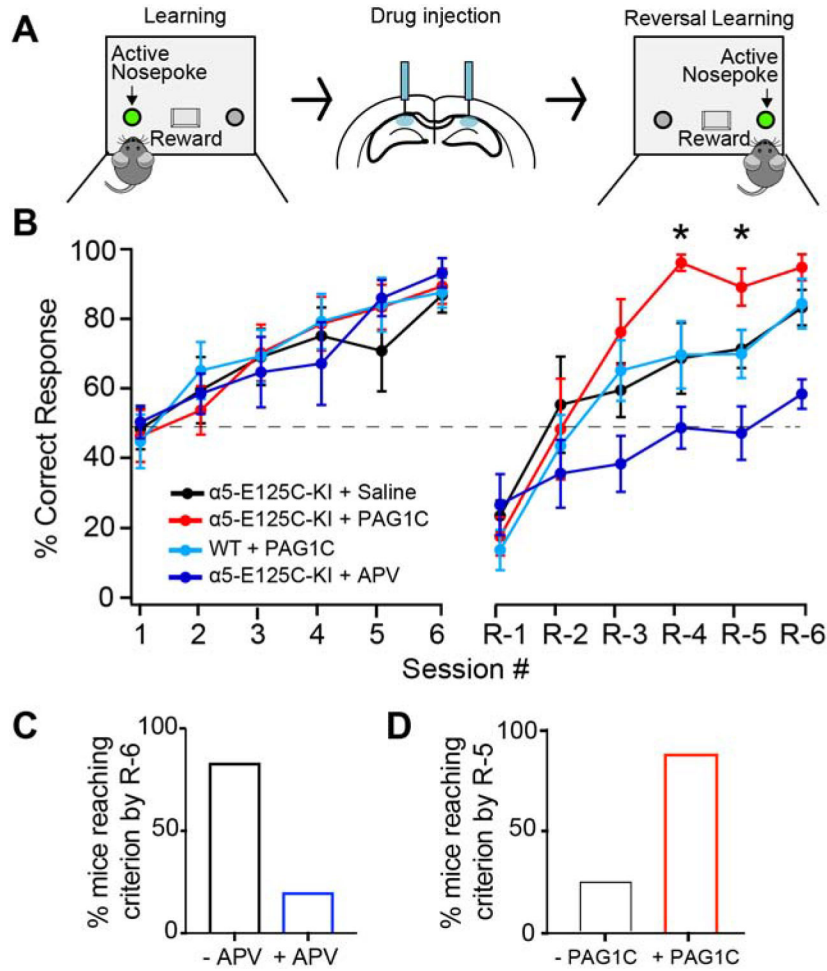 A
Learning
Drug injection
Reversal Learning
Active
Nosepoke
Reward
Active
Nosepoke
Reward
B
% Correct Response
100
80
60
40
20
0
α5-E125C-KI + Saline
α5-E125C-KI + PAG1C
WT + PAG1C
α5-E125C-KI + APV
* *
1 2 3 4 5 6 R-1 R-2 R-3 R-4 R-5 R-6
Session #
C
% mice reaching
criterion by R-6
100
50
0
- APV + APV
D
% mice reaching
criterion by R-5
100
50
0
- PAG1C + PAG1C